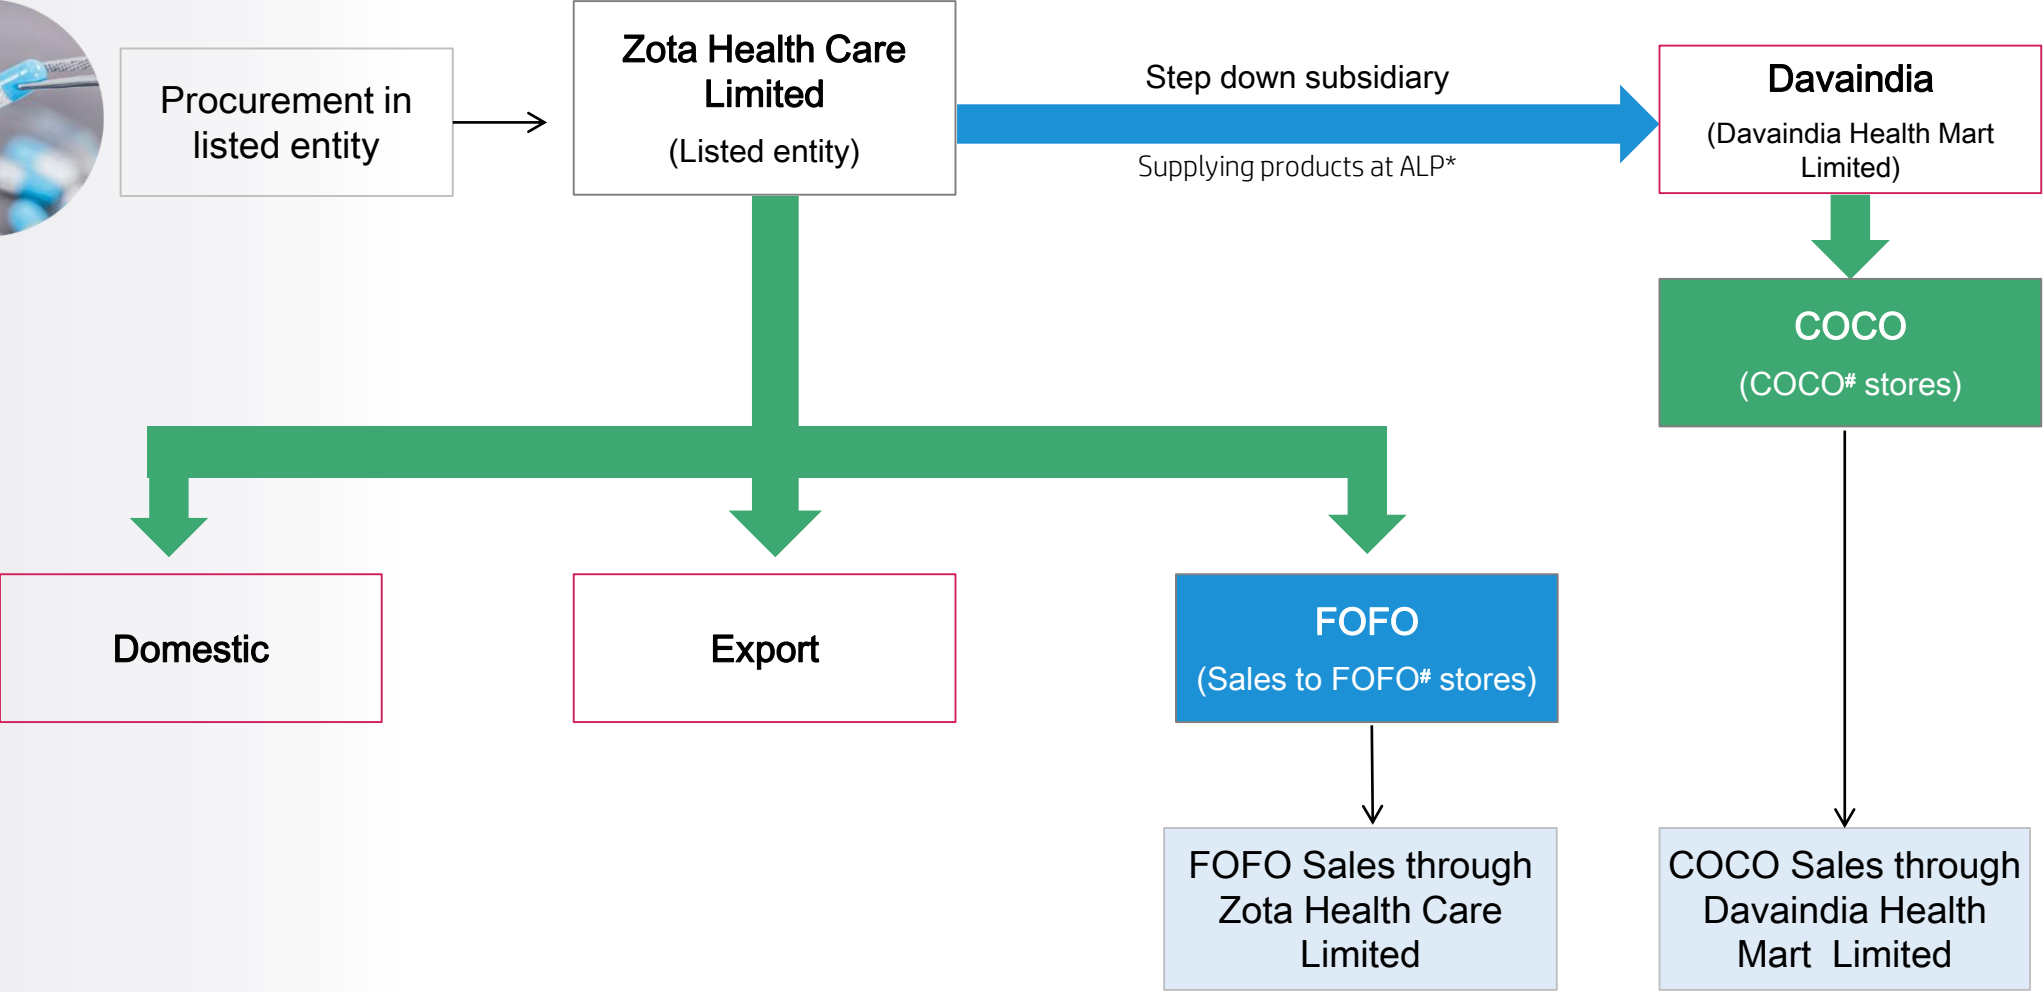 Procurement in
listed entity
Zota Health Care
Limited
(Listed entity)
Step down subsidiary
Supplying products at ALP*
Davaindia
(Davaindia Health Mart
Limited)
COCO
(COCO# stores)
Domestic
Export
FOFO
(Sales to FOFO# stores)
FOFO Sales through
Zota Health Care
Limited
COCO Sales through
Davaindia Health
Mart Limited